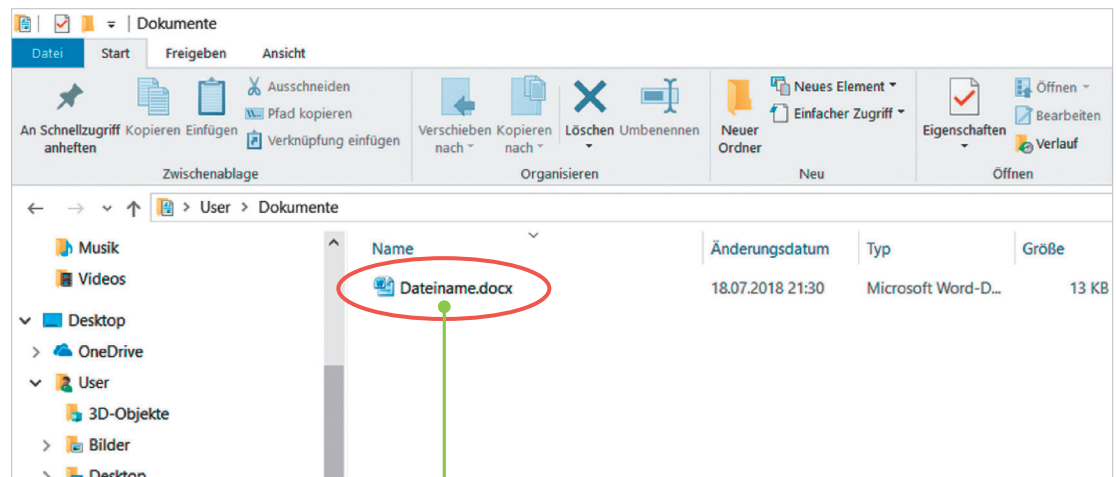 Dokumente
Datei Start Freigeben Ansicht
An Schnellzugriff anheften
Kopieren
Einfügen
Ausschneiden
Pfad kopieren
Verknüpfung einfügen
Zwischenablage
Verschieben nach
Kopieren nach
Löschen
Umbenennen
Organisieren
Neuer Ordner
Neues Element
Einfacher Zugriff
Neu
Eigenschaften
Öffnen
Bearbeiten
Verlauf
Öffnen
> User > Dokumente
Musik
Videos
Desktop
OneDrive
User
3D-Objekte
Bilder
Desktop
Name Änderungsdatum Typ Größe
Dateiname.docx 18.07.2018 21:30 Microsoft Word-D... 13 KB